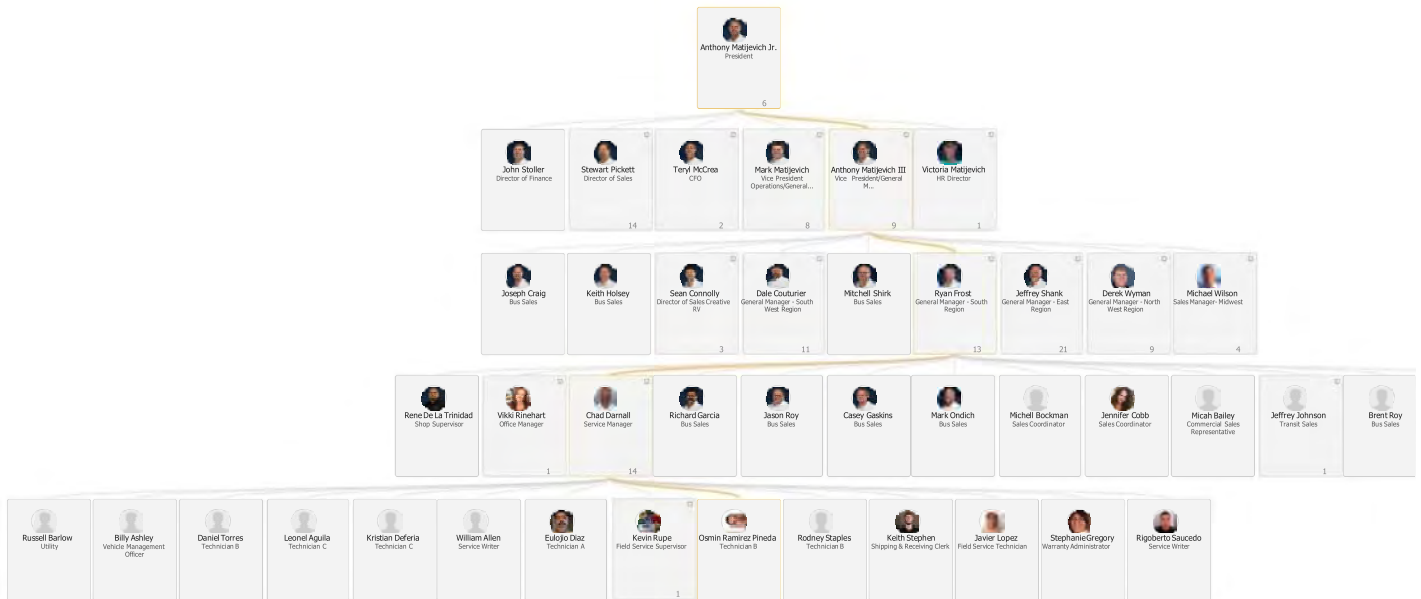 Anthony Matijevich Jr.
President
6
John Stoller
Director of Finance
Stewart Pickett
Director of Sales
14
Teryl McCrea
CFO
2
Mark Matijevich
Vice President
Operations/General...
8
Anthony Matijevich III
Vice President/General
M...
9
Victoria Matijevich
HR Director
1
Joseph Craig
Bus Sales
Keith Holsey
Bus Sales
Sean Connolly
Director of Sales Creative
RV
3
Dale Couturier
General Manager - South
West Region
11
Mitchell Shirk
Bus Sales
Ryan Frost
General Manager - South
Region
13
Jeffrey Shank
General Manager - East
Region
21
Derek Wyman
General Manager - North
West Region
9
Michael Wilson
Sales Manager- Midwest
4
Rene De La Trinidad
Shop Supervisor
Vikki Rinehart
Office Manager
1
Chad Darnall
Service Manager
14
Richard Garcia
Bus Sales
Jason Roy
Bus Sales
Casey Gaskins
Bus Sales
Mark Ondich
Bus Sales
Michell Bockman
Sales Coordinator
Jennifer Cobb
Sales Coordinator
Micah Bailey
Commercial Sales
Representative
Jeffrey Johnson
Transit Sales
1
Brent Roy
Bus Sales
Russell Barlow
Utility
Billy Ashley
Vehicle Management
Officer
Daniel Torres
Technician B
Leonel Aguila
Technician C
Kristian Deferia
Technician C
William Allen
Service Writer
Eulojio Diaz
Technician A
Kevin Rupe
Field Service Supervisor
1
Osmin Ramirez Pineda
Technician B
Rodney Staples
Technician B
Keith Stephen
Shipping & Receiving Clerk
Javier Lopez
Field Service Technician
Stephanie Gregory
Warranty Administrator
Rigoberto Saucedo
Service Writer